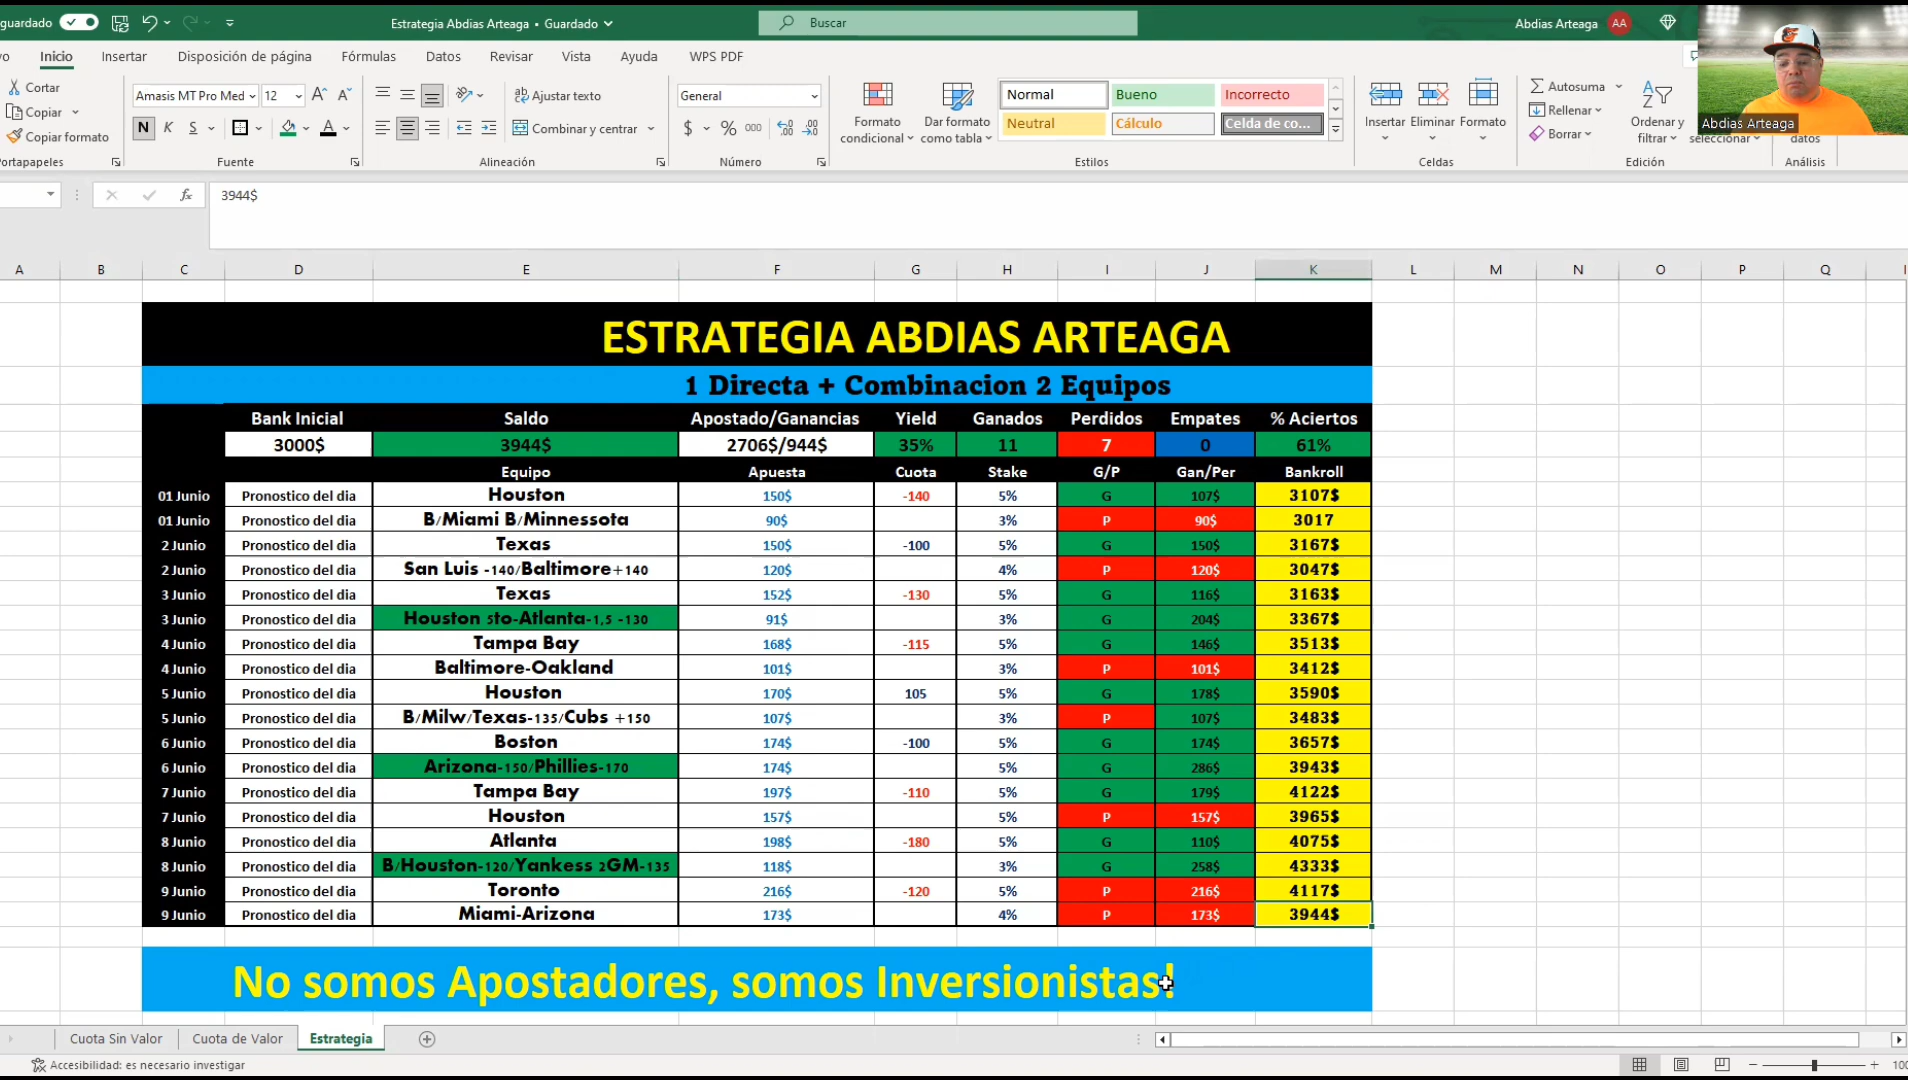 guardado
Estrategia Abdias Arteaga • Guardado
Buscar
Abdias Arteaga AA
Inicio Insertar Disposición de página Fórmulas Datos Revisar Vista Ayuda WPS PDF
Cortar
Copiar
Copiar formato
Portapapeles
Amasis MT Pro Med 12
N K S
Fuente
Ajustar texto
Combinar y centrar
Alineación
General
$ % 000
Número
Formato condicional
Dar formato como tabla
Normal Bueno Incorrecto
Neutral Cálculo Celda de co...
Estilos
Insertar Eliminar Formato
Celdas
Autosuma
Rellenar
Borrar
Ordenar y filtrar
seleccionar
Edición
datos
Análisis
Abdias Arteaga
fx 3944$
A B C D E F G H I J K L M N O P Q
ESTRATEGIA ABDIAS ARTEAGA
1 Directa + Combinacion 2 Equipos
Bank Inicial Saldo Apostado/Ganancias Yield Ganados Perdidos Empates % Aciertos
3000$ 3944$ 2706$/944$ 35% 11 7 0 61%
Equipo Apuesta Cuota Stake G/P Gan/Per Bankroll
01 Junio Pronostico del dia Houston 150$ -140 5% G 107$ 3107$
01 Junio Pronostico del dia B/Miami B/Minnessota 90$ 3% P 90$ 3017
2 Junio Pronostico del dia Texas 150$ -100 5% G 150$ 3167$
2 Junio Pronostico del dia San Luis -140/Baltimore+140 120$ 4% P 120$ 3047$
3 Junio Pronostico del dia Texas 152$ -130 5% G 116$ 3163$
3 Junio Pronostico del dia Houston 5to-Atlanta-1,5 -130 91$ 3% G 204$ 3367$
4 Junio Pronostico del dia Tampa Bay 168$ -115 5% G 146$ 3513$
4 Junio Pronostico del dia Baltimore-Oakland 101$ 3% P 101$ 3412$
5 Junio Pronostico del dia Houston 170$ 105 5% G 178$ 3590$
5 Junio Pronostico del dia B/Milw/Texas-135/Cubs +150 107$ 3% P 107$ 3483$
6 Junio Pronostico del dia Boston 174$ -100 5% G 174$ 3657$
6 Junio Pronostico del dia Arizona-150/Phillies-170 174$ 5% G 286$ 3943$
7 Junio Pronostico del dia Tampa Bay 197$ -110 5% G 179$ 4122$
7 Junio Pronostico del dia Houston 157$ 5% P 157$ 3965$
8 Junio Pronostico del dia Atlanta 198$ -180 5% G 110$ 4075$
8 Junio Pronostico del dia B/Houston-120/Yankess 2GM-135 118$ 3% G 258$ 4333$
9 Junio Pronostico del dia Toronto 216$ -120 5% P 216$ 4117$
9 Junio Pronostico del dia Miami-Arizona 173$ 4% P 173$ 3944$
No somos Apostadores, somos Inversionistas!
Cuota Sin Valor Cuota de Valor Estrategia
Accesibilidad: es necesario investigar